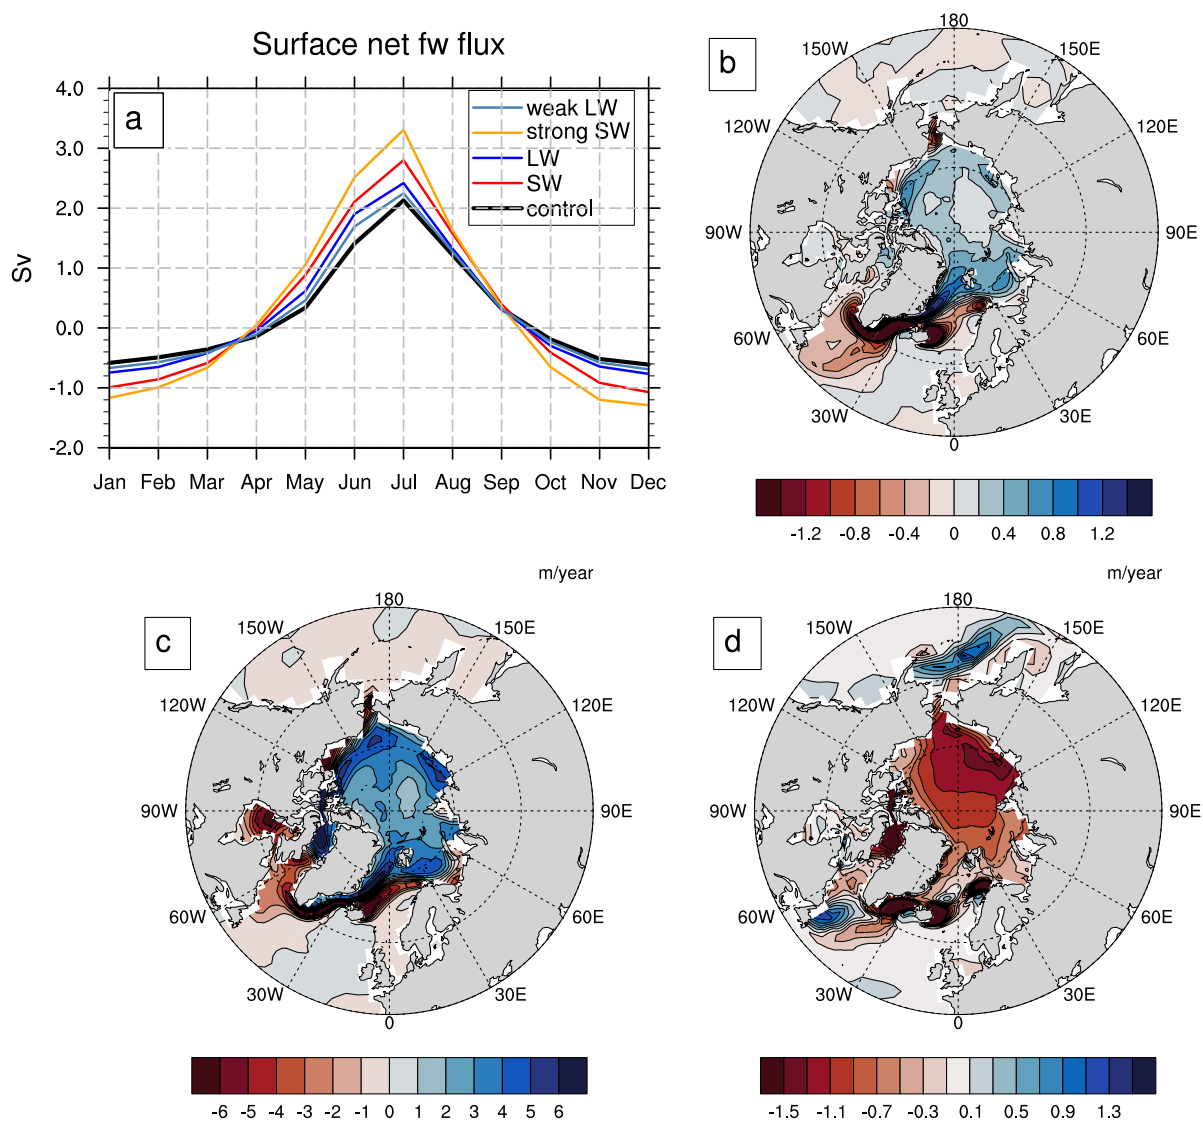 Surface net fw flux
a
4.0
3.0
2.0
1.0
0.0
-1.0
-2.0
Sv
weak LW
strong SW
LW
SW
control
Jan Feb Mar Apr May Jun Jul Aug Sep Oct Nov Dec
b
180
150W 150E
120W 120E
90W 90E
60W 60E
30W 30E
0
-1.2 -0.8 -0.4 0 0.4 0.8 1.2
m/year
c
180
150W 150E
120W 120E
90W 90E
60W 60E
30W 30E
0
-6 -5 -4 -3 -2 -1 0 1 2 3 4 5 6
m/year
d
180
150W 150E
120W 120E
90W 90E
60W 60E
30W 30E
0
-1.5 -1.1 -0.7 -0.3 0.1 0.5 0.9 1.3